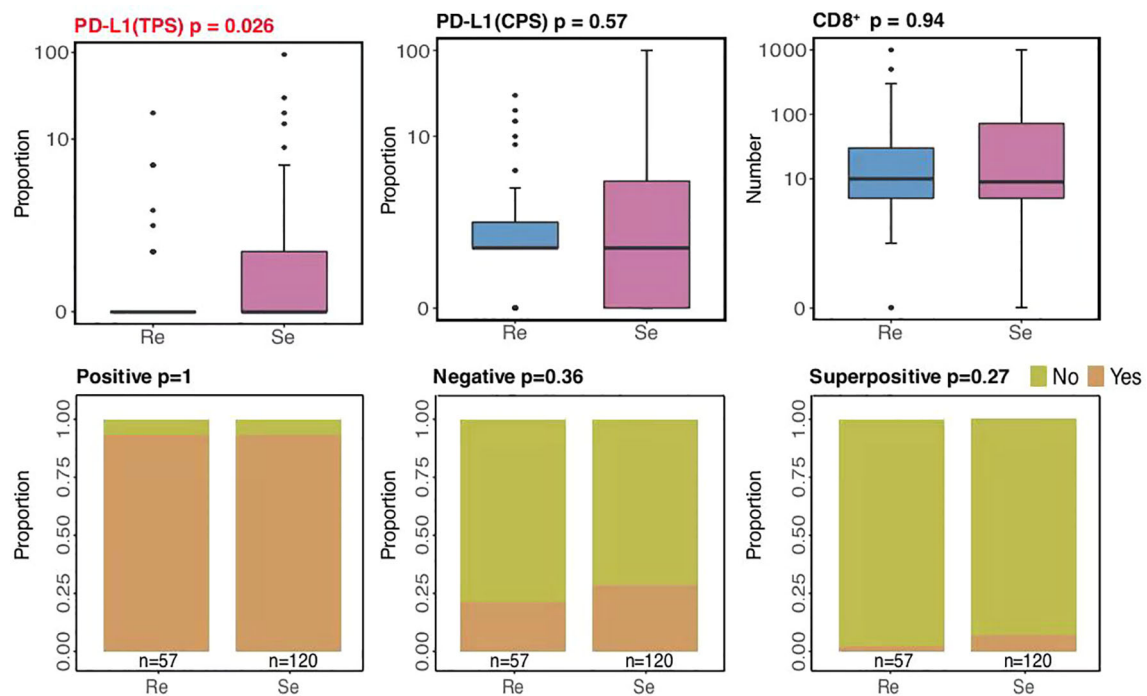 PD-L1(TPS) p = 0.026
Proportion
100
10
0
Re Se
PD-L1(CPS) p = 0.57
Proportion
100
10
0
Re Se
CD8⁺ p = 0.94
Number
1000
100
10
0
Re Se
Positive p=1
Proportion
1.00
0.75
0.50
0.25
0.00
n=57 n=120
Re Se
Negative p=0.36
Proportion
1.00
0.75
0.50
0.25
0.00
n=57 n=120
Re Se
Superpositive p=0.27
No Yes
Proportion
1.00
0.75
0.50
0.25
0.00
n=57 n=120
Re Se